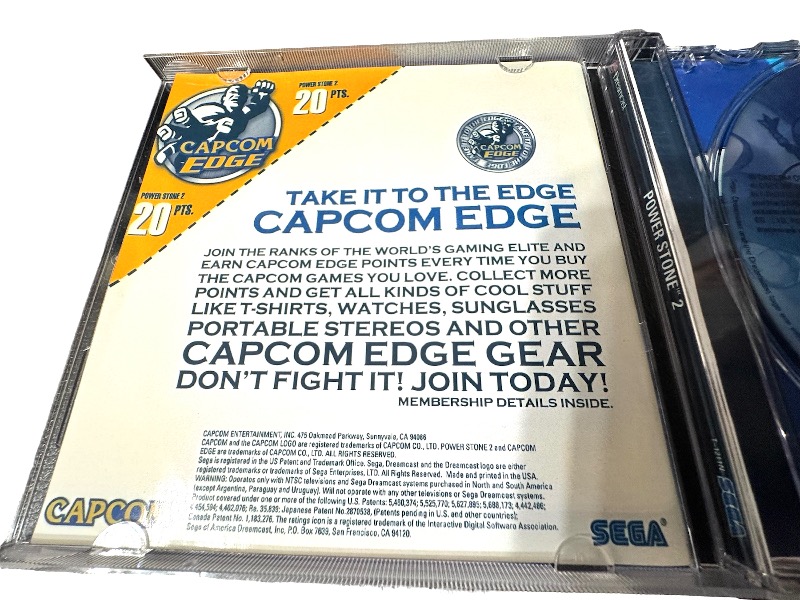 POWER STONE 2
20 PTS.
CAPCOM
EDGE
POWER STONE 2
20 PTS.
CAPCOM
EDGE
TAKE IT TO THE EDGE
CAPCOM EDGE
JOIN THE RANKS OF THE WORLD'S GAMING ELITE AND
EARN CAPCOM EDGE POINTS EVERY TIME YOU BUY
THE CAPCOM GAMES YOU LOVE. COLLECT MORE
POINTS AND GET ALL KINDS OF COOL STUFF
LIKE T-SHIRTS, WATCHES, SUNGLASSES
PORTABLE STEREOS AND OTHER
CAPCOM EDGE GEAR
DON'T FIGHT IT! JOIN TODAY!
MEMBERSHIP DETAILS INSIDE.
CAPCOM ENTERTAINMENT, INC. 475 Oakmead Parkway, Sunnyvale, CA 94086
CAPCOM and the CAPCOM LOGO are registered trademarks of CAPCOM CO., LTD. POWER STONE 2 and CAPCOM
EDGE are trademarks of CAPCOM CO., LTD. ALL RIGHTS RESERVED.
Sega is registered in the US Patent and Trademark Office. Sega, Dreamcast and the Dreamcast logo are either
registered trademarks or trademarks of Sega Enterprises, LTD. All Rights Reserved. Made and printed in the USA.
WARNING: Operates only with NTSC televisions and Sega Dreamcast systems purchased in North and South America
(except Argentina, Paraguay and Uruguay). Will not operate with any other televisions or Sega Dreamcast systems.
Product covered under one or more of the following U.S. Patents: 5,460,374; 5,525,770; 5,627,895; 5,688,173; 4,442,486;
4,454,594; 4,462,076; Re. 35,839; Japanese Patent No. 2870538, (Patents pending in U.S. and other countries);
Canada Patent No. 1,183,276. The ratings icon is a registered trademark of the Interactive Digital Software Association.
Sega of America Dreamcast, Inc. P.O. Box 7639, San Francisco, CA 94120.
CAPCO
SEGA
POWER STONE™ 2
SEGA